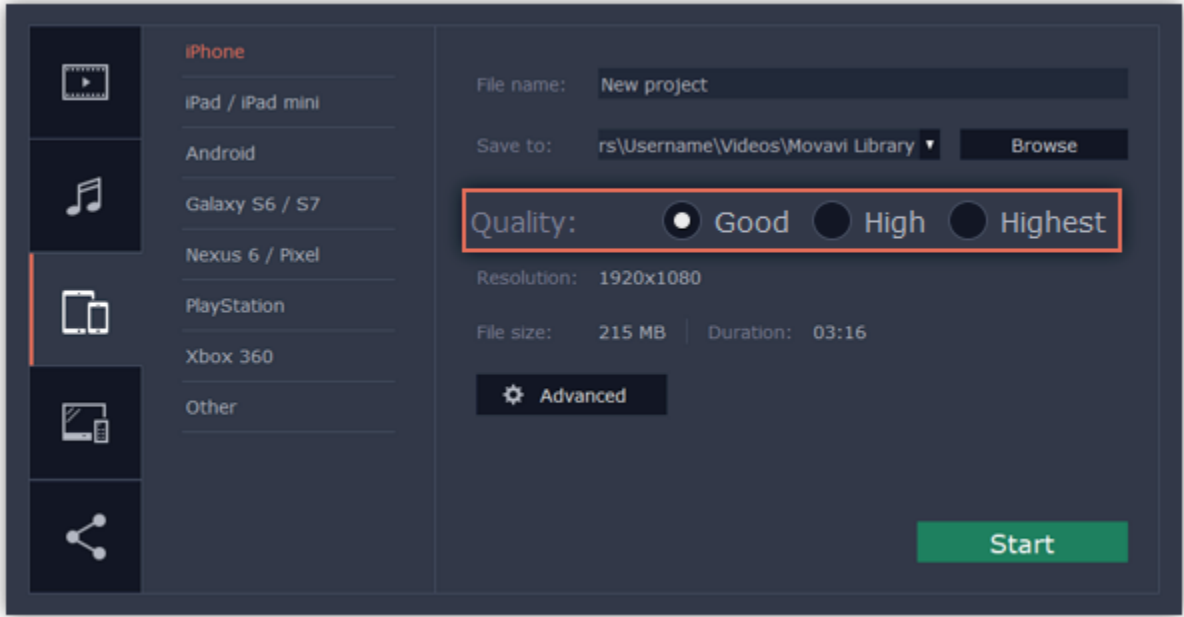 iPhone
iPad / iPad mini
Android
Galaxy S6 / S7
Nexus 6 / Pixel
PlayStation
Xbox 360
Other
File name: New project
Save to: rs\Username\Videos\Movavi Library Browse
Quality: Good High Highest
Resolution: 1920x1080
File size: 215 MB Duration: 03:16
Advanced
Start